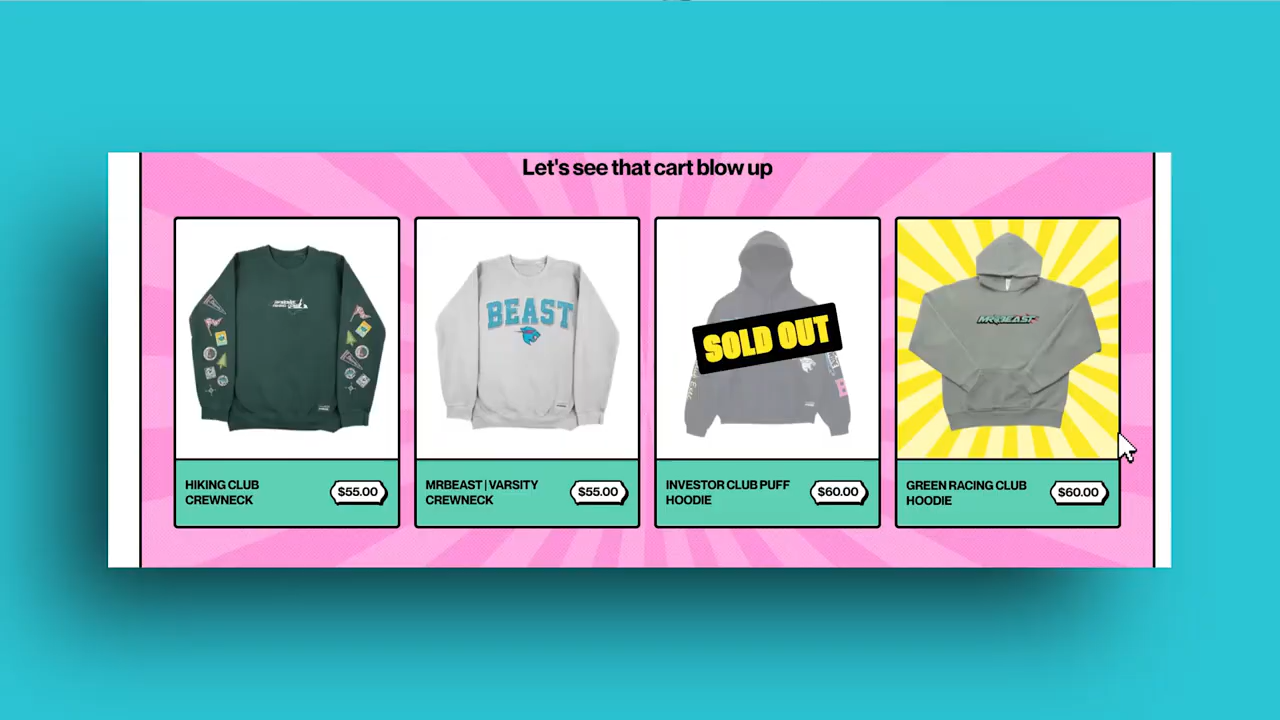 Let's see that cart blow up
BEAST
SOLD OUT
MRBEAST
HIKING CLUB
CREWNECK
$55.00
MRBEAST | VARSITY
CREWNECK
$55.00
INVESTOR CLUB PUFF
HOODIE
$60.00
GREEN RACING CLUB
HOODIE
$60.00